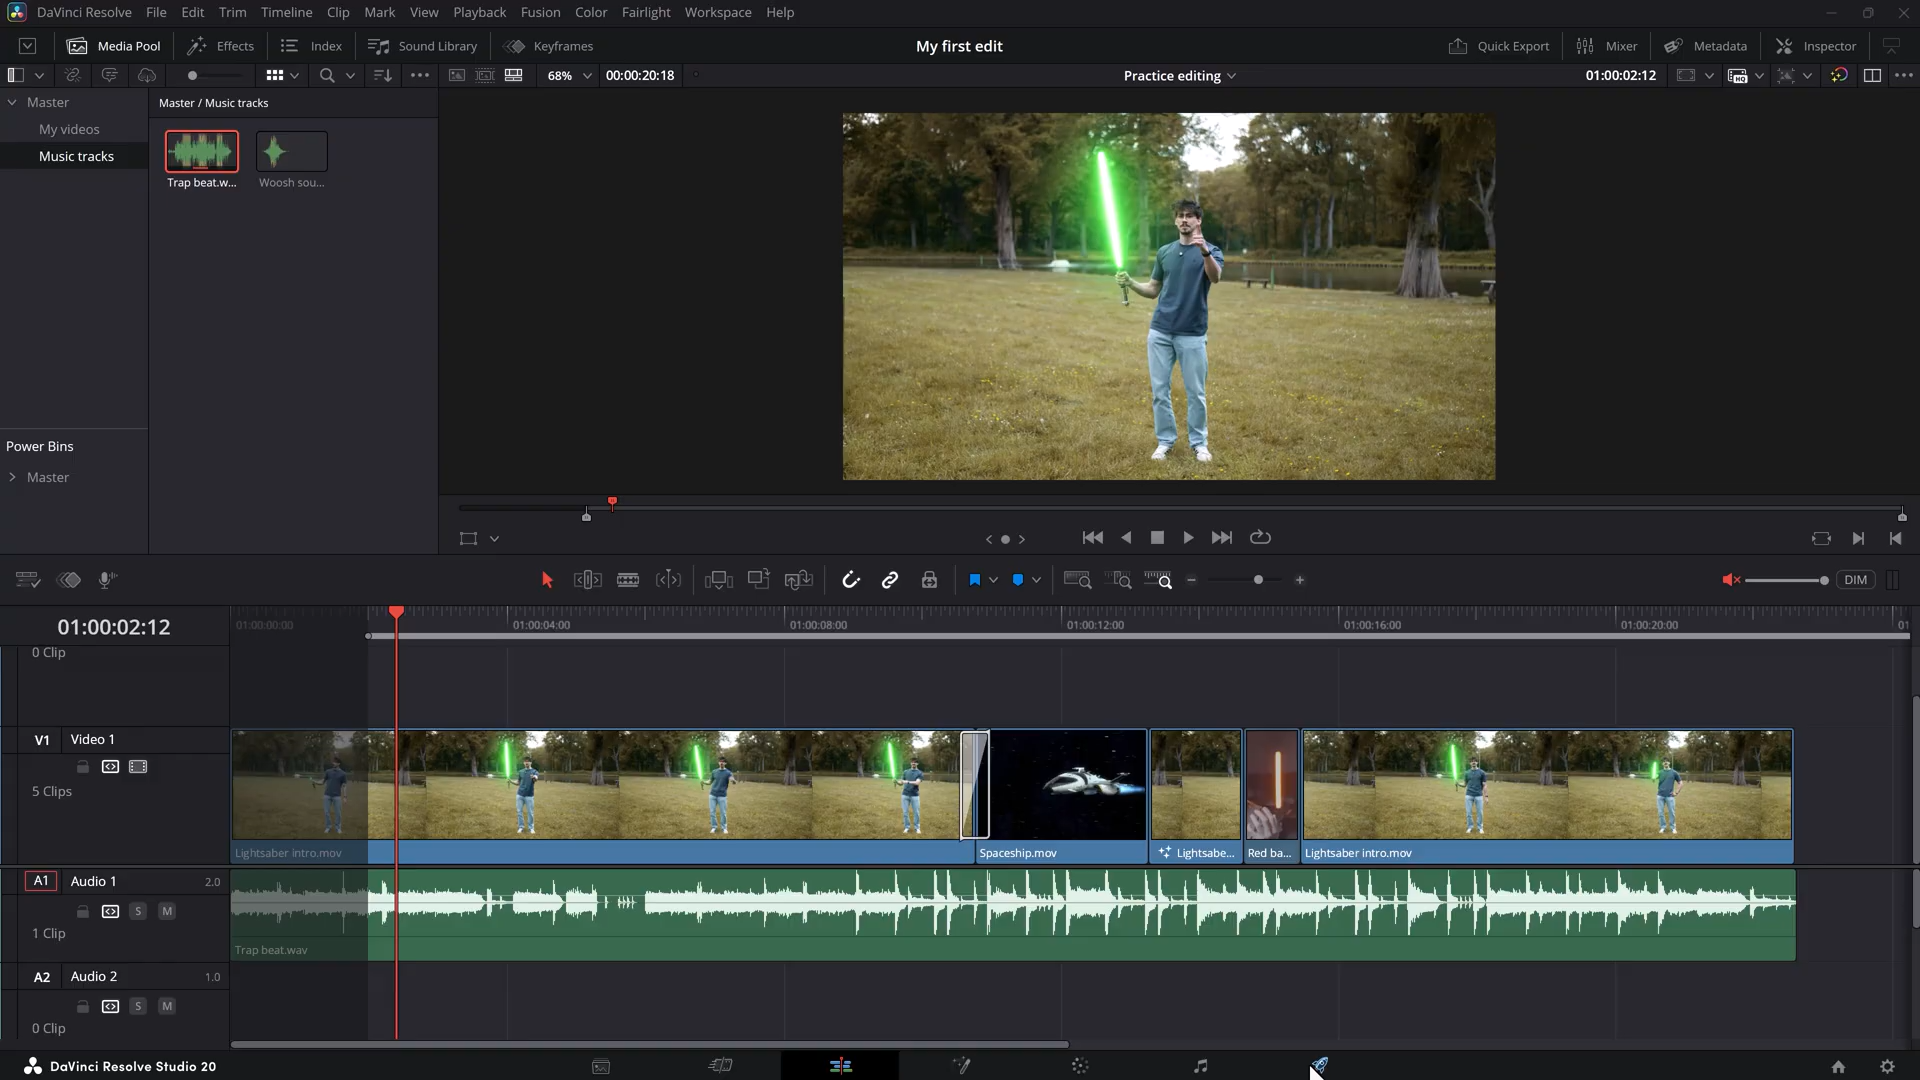 DaVinci Resolve File Edit Trim Timeline Clip Mark View Playback Fusion Color Fairlight Workspace Help
Media Pool Effects Index Sound Library Keyframes My first edit Quick Export Mixer Metadata Inspector
68% 00:00:20:18 Practice editing 01:00:02:12
Master
Master / Music tracks
My videos
Music tracks
Trap beat.w... Woosh sou...
Power Bins
Master
DIM
01:00:02:12
01:00:00:00 01:00:04:00 01:00:08:00 01:00:12:00 01:00:16:00 01:00:20:00 01
0 Clip
V1 Video 1
5 Clips
Lightsaber intro.mov Spaceship.mov Lightsabe... Red ba... Lightsaber intro.mov
A1 Audio 1 2.0
S M
1 Clip
Trap beat.wav
A2 Audio 2 1.0
S M
0 Clip
DaVinci Resolve Studio 20